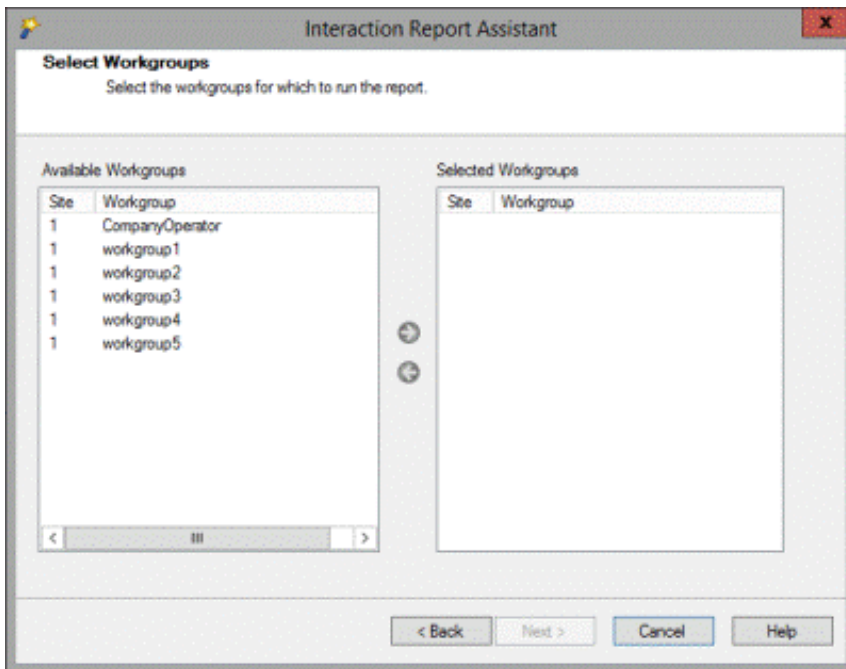 Interaction Report Assistant
x
Select Workgroups
Select the workgroups for which to run the report.
Available Workgroups
Selected Workgroups
Site Workgroup
Site Workgroup
1 CompanyOperator
1 workgroup1
1 workgroup2
1 workgroup3
1 workgroup4
1 workgroup5
< Back Next > Cancel Help